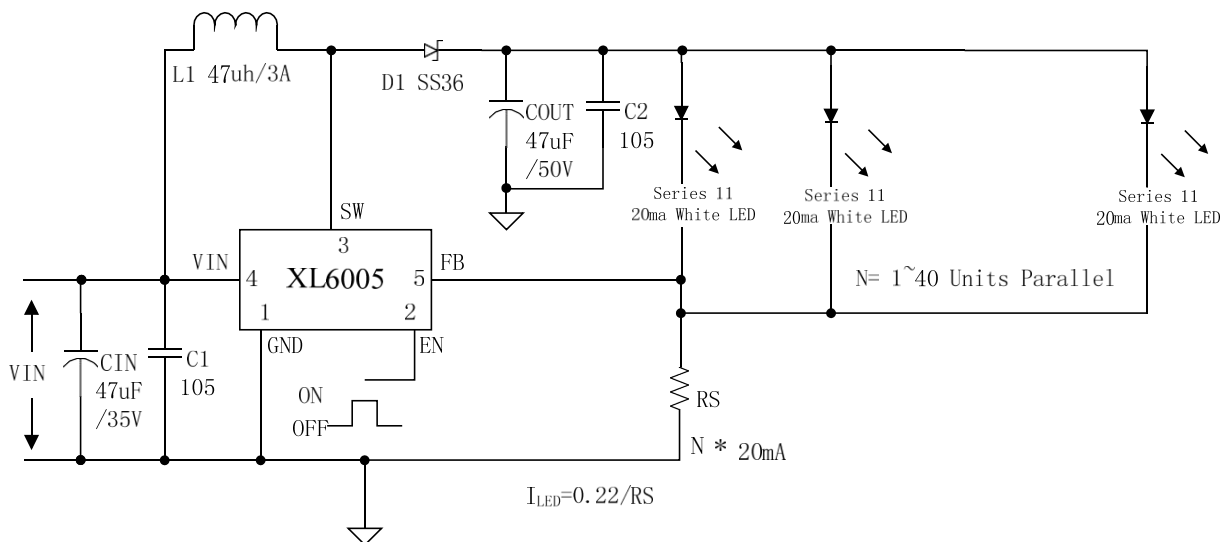 L1 47uh/3A
D1 SS36
COUT
47uF
/50V
C2
105
Series 11
20ma White LED
Series 11
20ma White LED
Series 11
20ma White LED
SW
3
VIN
4
XL6005
5
FB
1
2
GND
EN
N= 1~40 Units Parallel
VIN
CIN
47uF
/35V
C1
105
ON
OFF
RS
N * 20mA
ILED=0.22/RS